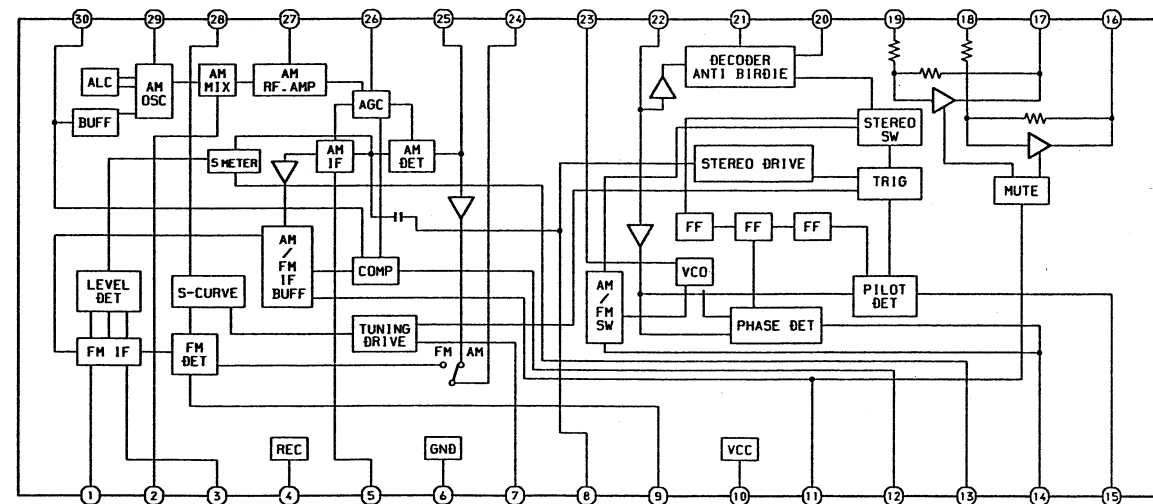 30 29 28 27 26 25 24 23 22 21 20 19 18 17 16
ALC
AM
OSC
AM
MIX
AM
RF-AMP
AGC
DECODER
ANTI BIRDIE
BUFF
S METER
AM
IF
AM
DET
STEREO DRIVE
STEREO
SW
TRIG
MUTE
AM
/
FM
IF
BUFF
COMP
FF
FF
FF
LEVEL
DET
S-CURVE
AM
/
FM
SW
VCO
PILOT
DET
FM IF
FM
DET
TUNING
DRIVE
FM
AM
PHASE DET
REC
GND
VCC
1 2 3 4 5 6 7 8 9 10 11 12 13 14 15